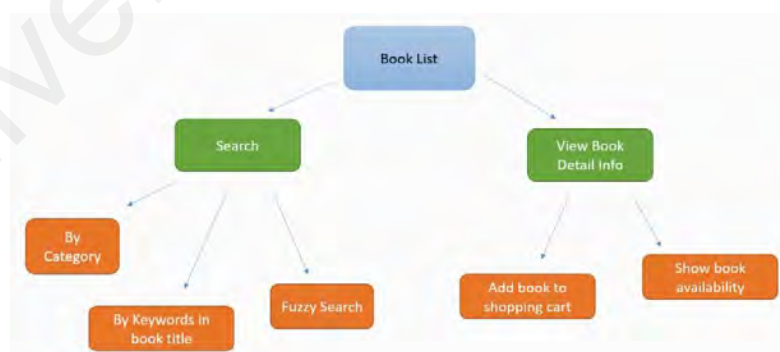 Book List
Search
View Book
Detail Info
By
Category
By Keywords in
book title
Fuzzy Search
Add book to
shopping cart
Show book
availability